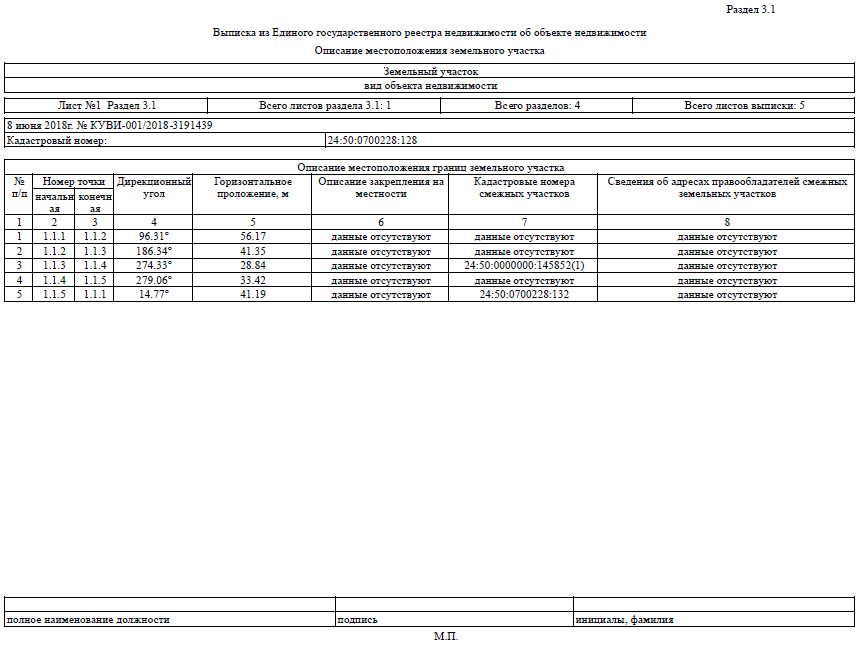 Раздел 3.1
Выписка из Единого государственного реестра недвижимости об объекте недвижимости
Описание местоположения земельного участка
Земельный участок
вид объекта недвижимости
Лист №1 Раздел 3.1 Всего листов раздела 3.1: 1 Всего разделов: 4 Всего листов выписки: 5
8 июня 2018г. № КУВИ-001/2018-3191439
Кадастровый номер: 24:50:0700228:128
Описание местоположения границ земельного участка
№ Номер точки Дирекционный Горизонтальное Описание закрепления на Кадастровые номера Сведения об адресах правообладателей смежных
п/п начальн конечн угол проложение, м местности смежных участков земельных участков
ая ая
1 2 3 4 5 6 7 8
1 1.1.1 1.1.2 96.31° 56.17 данные отсутствуют данные отсутствуют данные отсутствуют
2 1.1.2 1.1.3 186.34° 41.35 данные отсутствуют данные отсутствуют данные отсутствуют
3 1.1.3 1.1.4 274.33° 28.84 данные отсутствуют 24:50:0000000:145852(1) данные отсутствуют
4 1.1.4 1.1.5 279.06° 33.42 данные отсутствуют данные отсутствуют данные отсутствуют
5 1.1.5 1.1.1 14.77° 41.19 данные отсутствуют 24:50:0700228:132 данные отсутствуют
полное наименование должности подпись инициалы, фамилия
М.П.